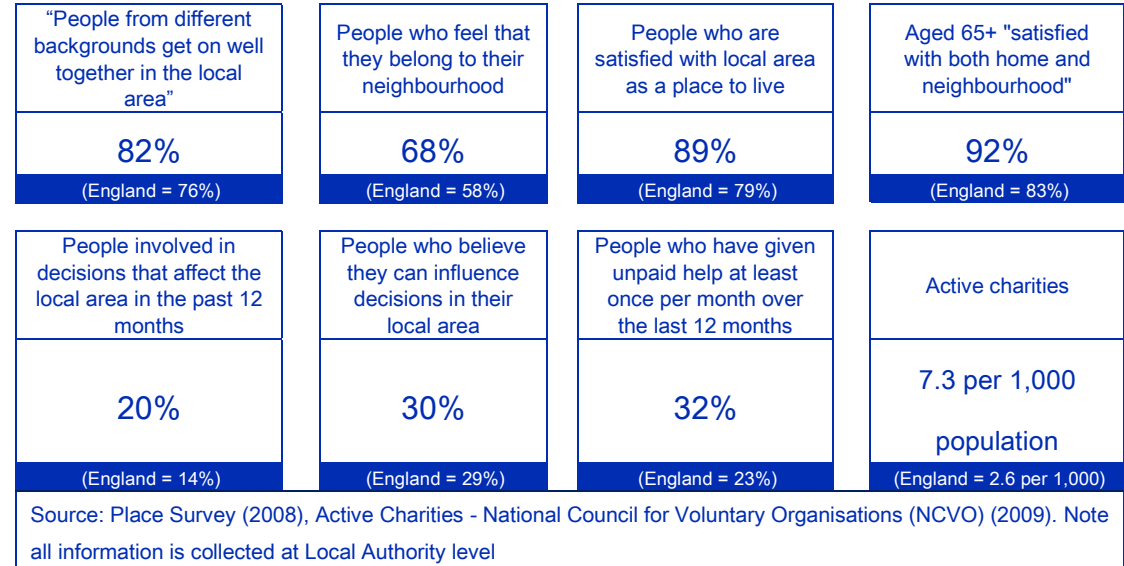 “People from different
backgrounds get on well
together in the local
area”
82%
(England = 76%)
People who feel that
they belong to their
neighbourhood
68%
(England = 58%)
People who are
satisfied with local area
as a place to live
89%
(England = 79%)
Aged 65+ "satisfied
with both home and
neighbourhood"
92%
(England = 83%)
People involved in
decisions that affect the
local area in the past 12
months
20%
(England = 14%)
People who believe
they can influence
decisions in their
local area
30%
(England = 29%)
People who have given
unpaid help at least
once per month over
the last 12 months
32%
(England = 23%)
Active charities
7.3 per 1,000
population
(England = 2.6 per 1,000)
Source: Place Survey (2008), Active Charities - National Council for Voluntary Organisations (NCVO) (2009). Note
all information is collected at Local Authority level